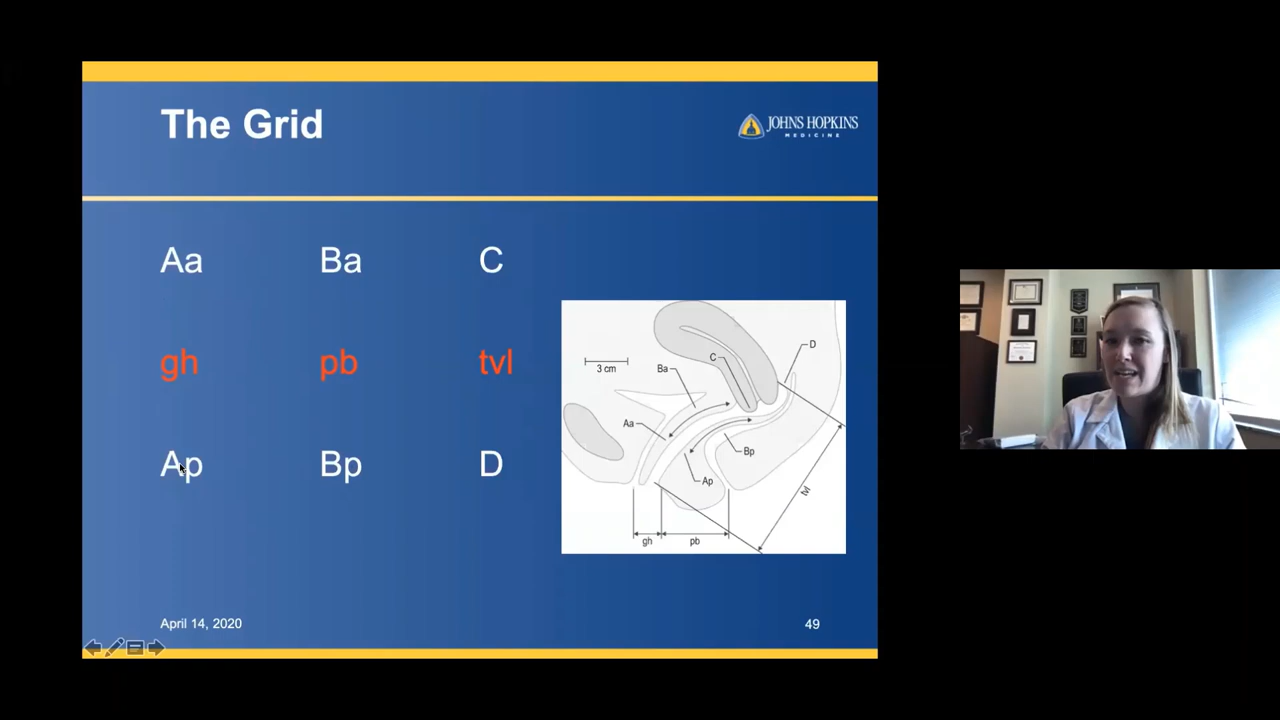 The Grid
JOHNS HOPKINS
MEDICINE
Aa Ba C
gh pb tvl
Ap Bp D
D
C
Ba
3 cm
Aa
Bp
Ap
tvl
gh pb
April 14, 2020
49